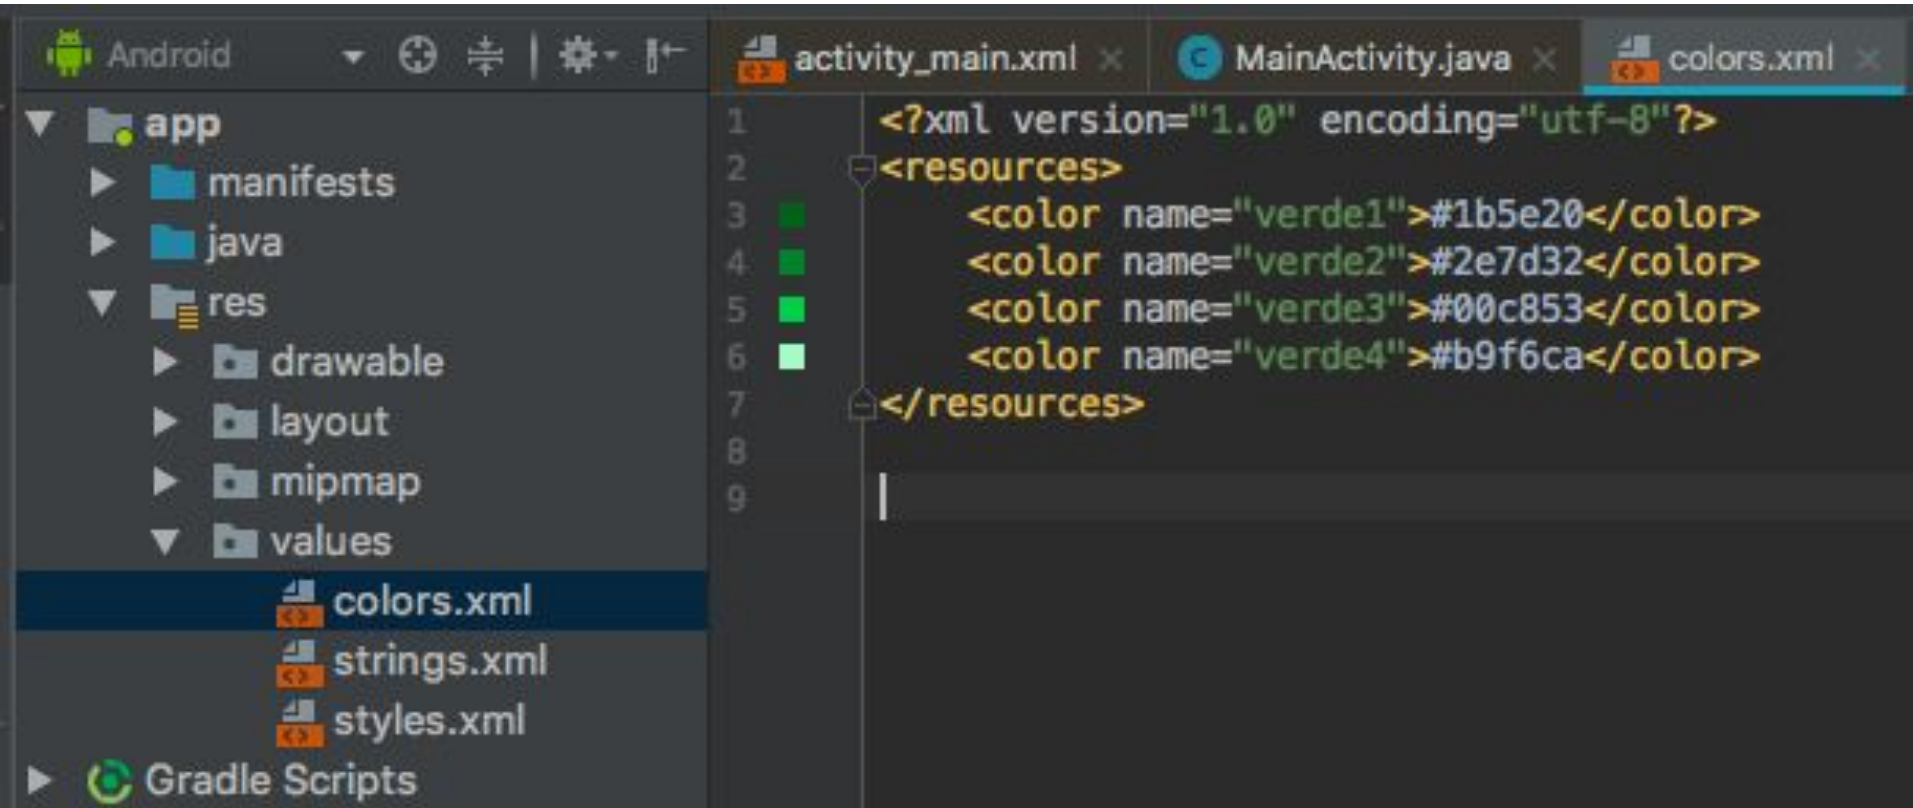 Android
app
manifests
java
res
drawable
layout
mipmap
values
colors.xml
strings.xml
styles.xml
Gradle Scripts
activity_main.xml
C MainActivity.java
colors.xml
1 <?xml version="1.0" encoding="utf-8"?>
2 <resources>
3 <color name="verde1">#1b5e20</color>
4 <color name="verde2">#2e7d32</color>
5 <color name="verde3">#00c853</color>
6 <color name="verde4">#b9f6ca</color>
7 </resources>
8
9